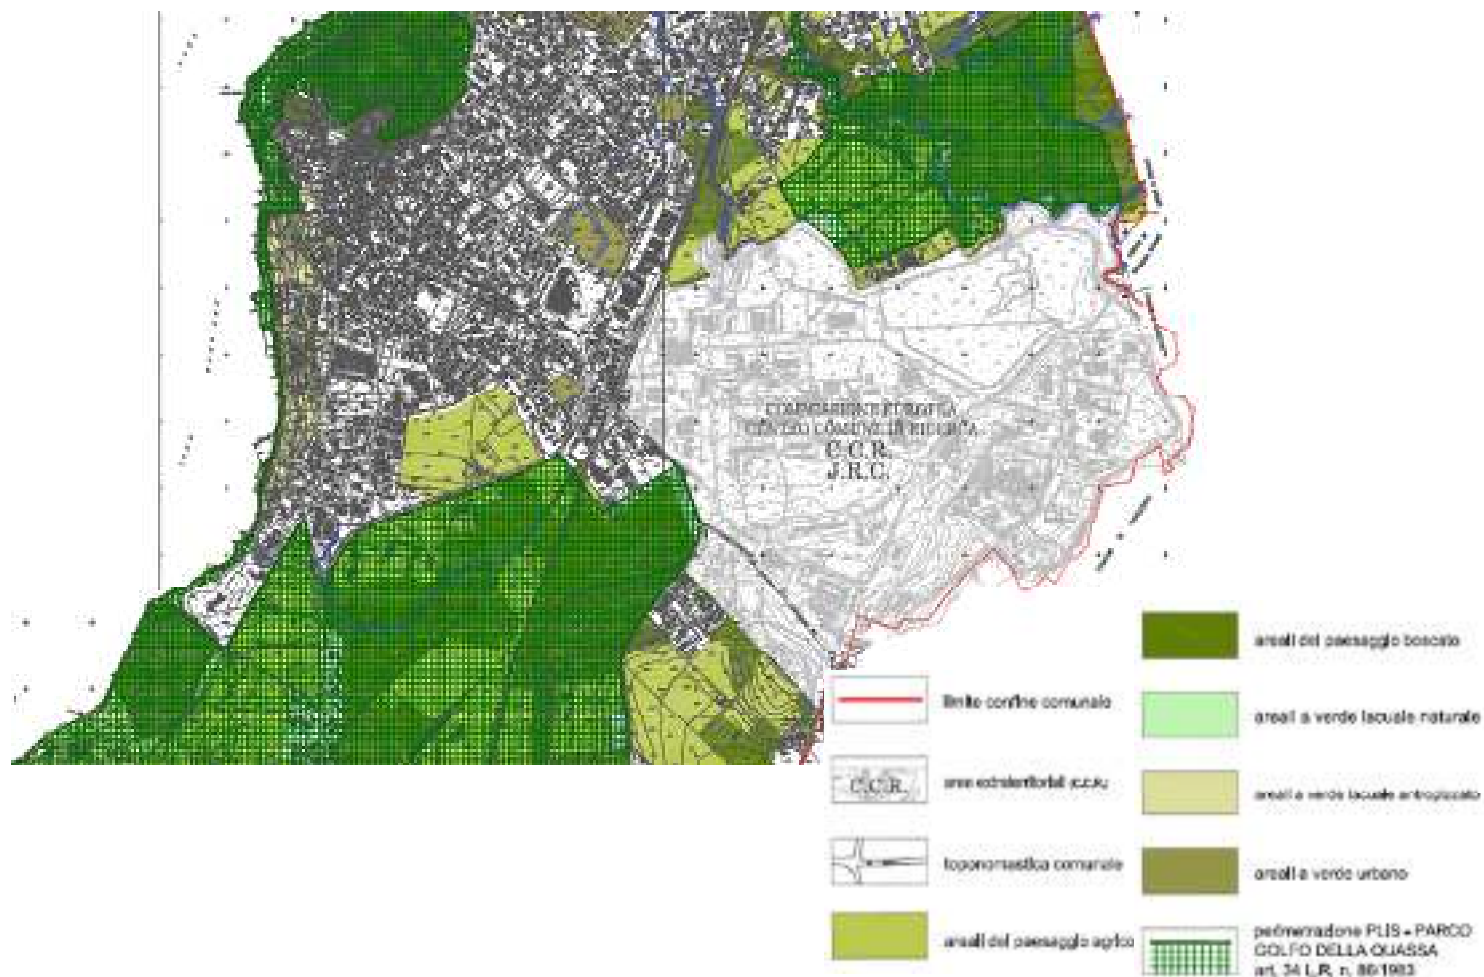 COMMISSIONE EUROPEA
CENTRO COMUNE DI RICERCA
C.C.R.
J.R.C.
limite confine comunale
C.C.R.
aree extraterritoriali (C.C.R.)
toponomastica comunale
areali del paesaggio agrico
areali del paesaggio boscato
areali a verde lacuale naturale
areali a verde lacuale antropizzato
areali a verde urbano
perimetrazione PLIS - PARCO
GOLFO DELLA QUASSA
art. 34 L.R. n. 86/1983